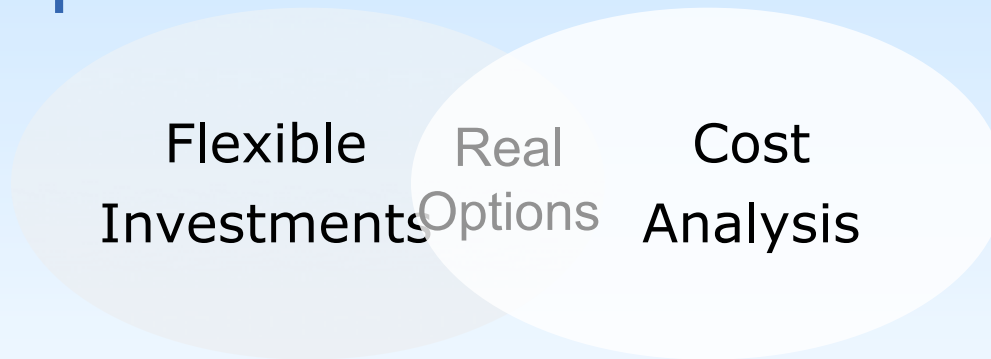 Flexible
Investments
Real
Options
Cost
Analysis